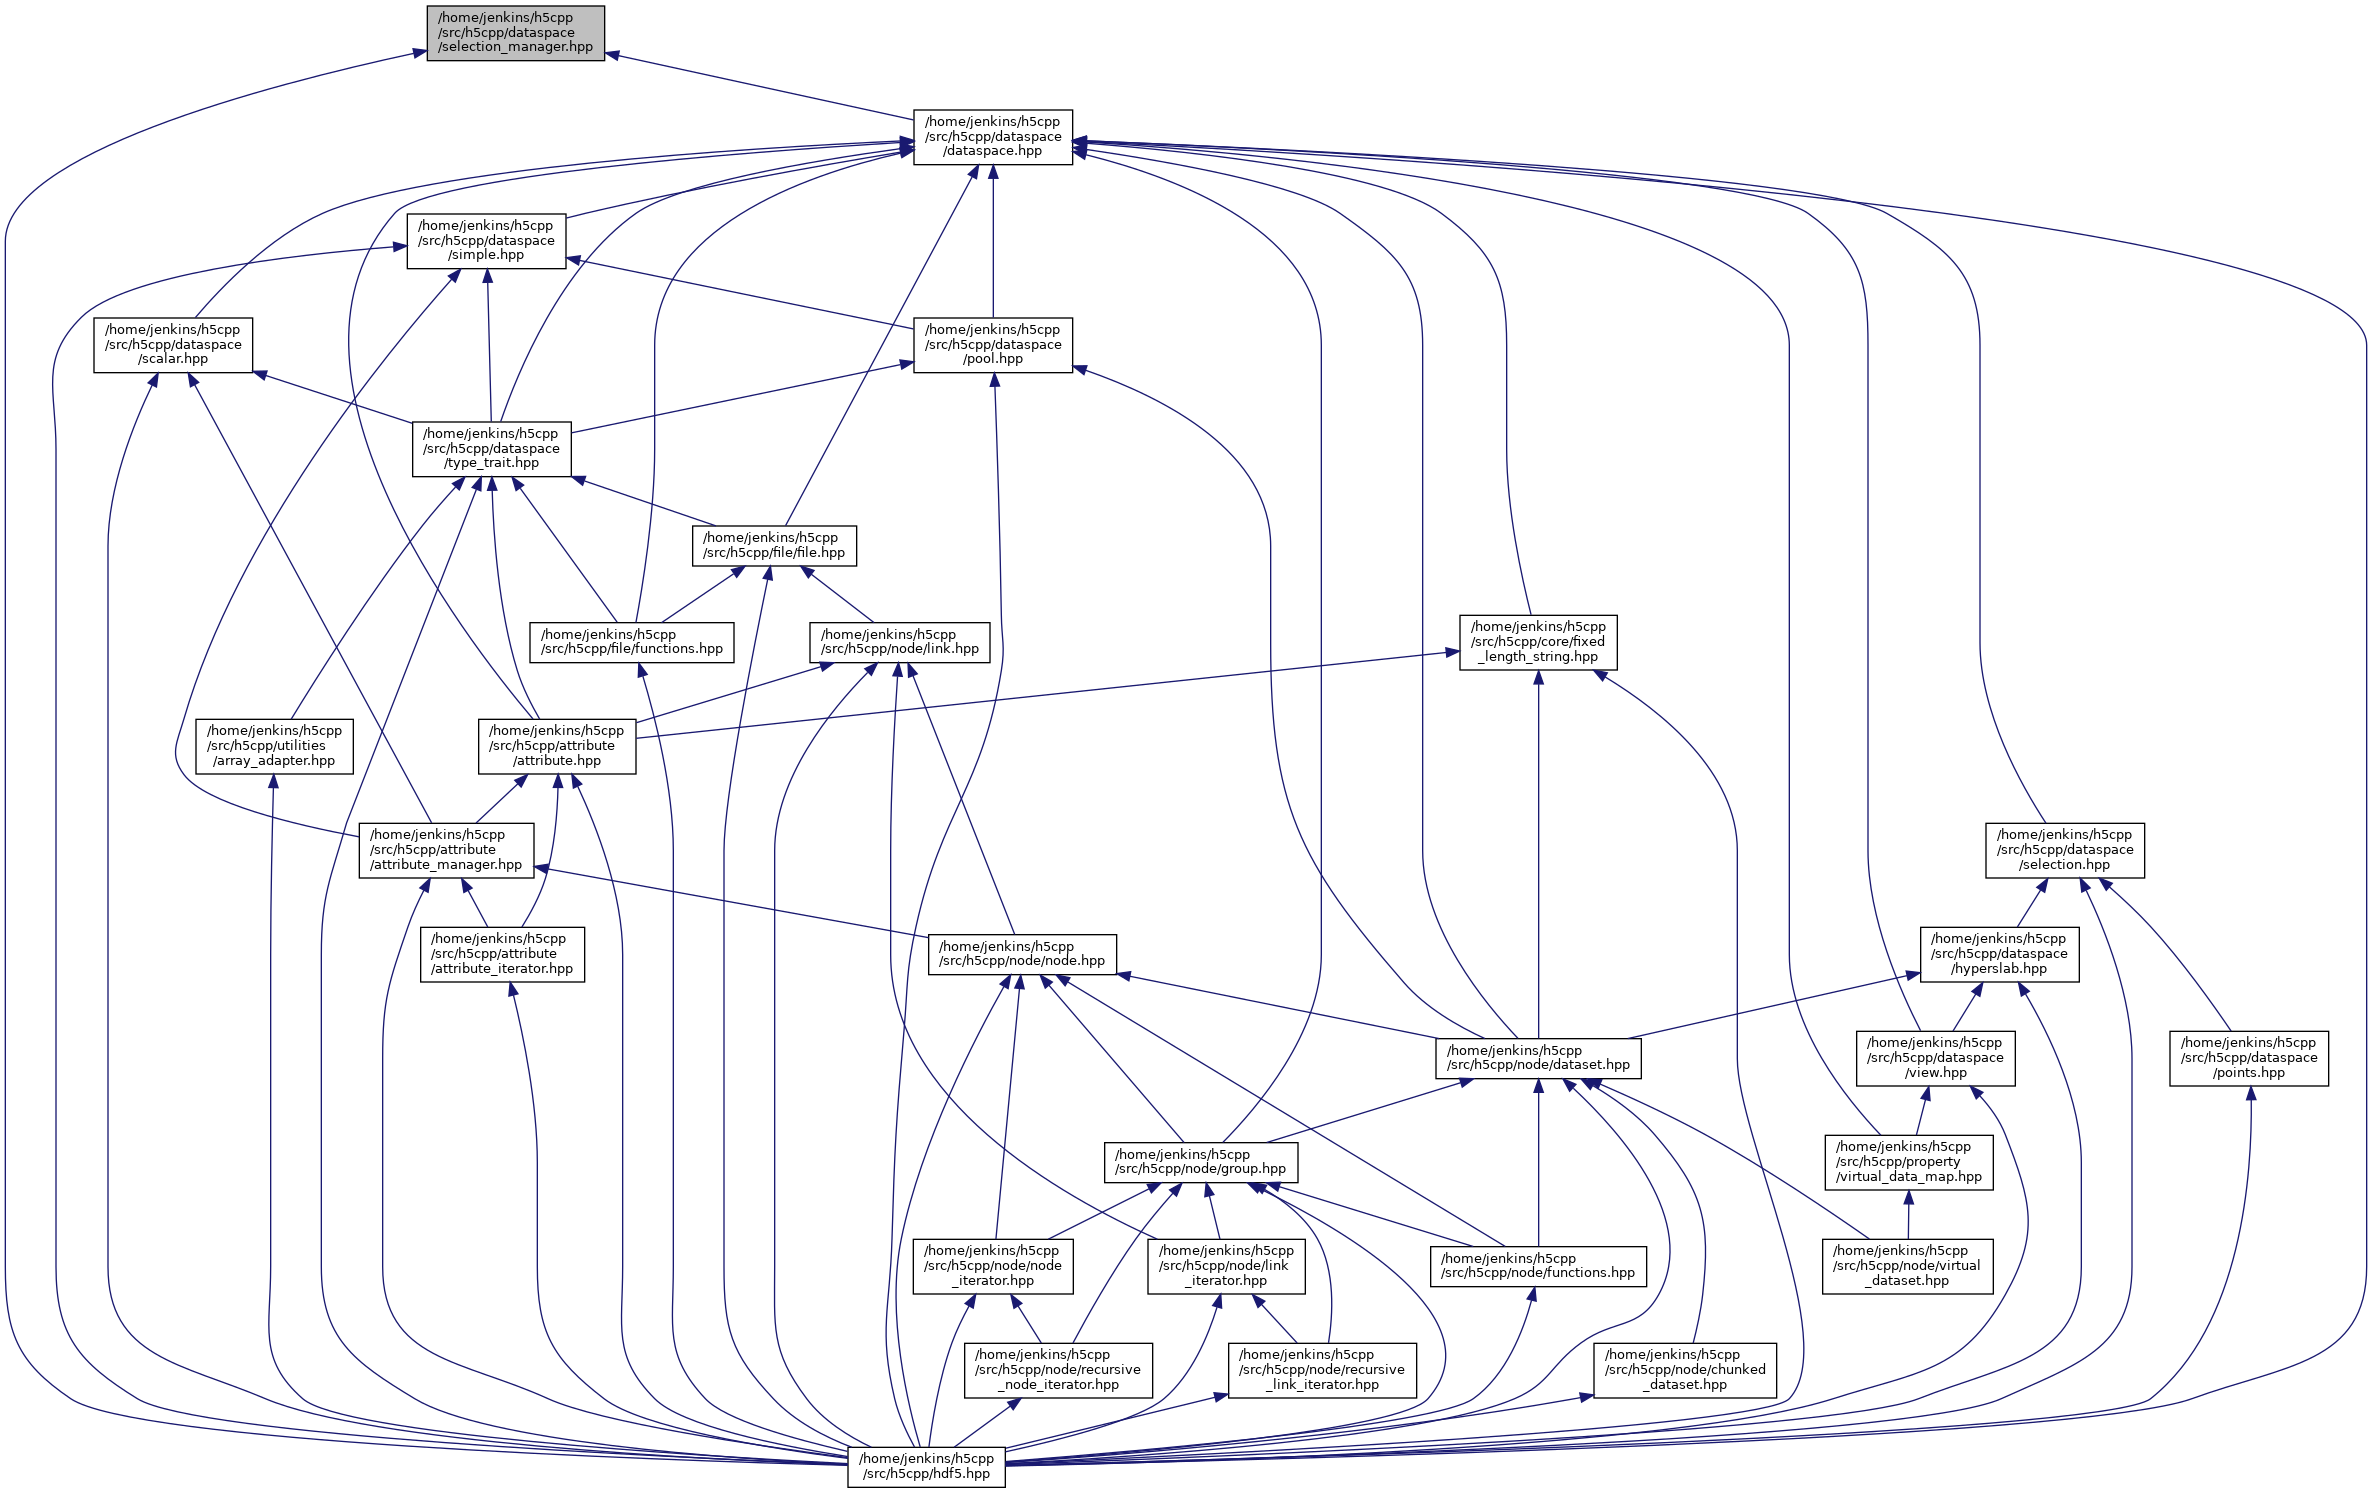 /home/jenkins/h5cpp
/src/h5cpp/dataspace
/selection_manager.hpp
/home/jenkins/h5cpp
/src/h5cpp/dataspace
/dataspace.hpp
/home/jenkins/h5cpp
/src/h5cpp/dataspace
/simple.hpp
/home/jenkins/h5cpp
/src/h5cpp/dataspace
/scalar.hpp
/home/jenkins/h5cpp
/src/h5cpp/dataspace
/pool.hpp
/home/jenkins/h5cpp
/src/h5cpp/dataspace
/type_trait.hpp
/home/jenkins/h5cpp
/src/h5cpp/file/file.hpp
/home/jenkins/h5cpp
/src/h5cpp/file/functions.hpp
/home/jenkins/h5cpp
/src/h5cpp/node/link.hpp
/home/jenkins/h5cpp
/src/h5cpp/core/fixed
_length_string.hpp
/home/jenkins/h5cpp
/src/h5cpp/utilities
/array_adapter.hpp
/home/jenkins/h5cpp
/src/h5cpp/attribute
/attribute.hpp
/home/jenkins/h5cpp
/src/h5cpp/attribute
/attribute_manager.hpp
/home/jenkins/h5cpp
/src/h5cpp/dataspace
/selection.hpp
/home/jenkins/h5cpp
/src/h5cpp/attribute
/attribute_iterator.hpp
/home/jenkins/h5cpp
/src/h5cpp/node/node.hpp
/home/jenkins/h5cpp
/src/h5cpp/dataspace
/hyperslab.hpp
/home/jenkins/h5cpp
/src/h5cpp/node/dataset.hpp
/home/jenkins/h5cpp
/src/h5cpp/dataspace
/view.hpp
/home/jenkins/h5cpp
/src/h5cpp/dataspace
/points.hpp
/home/jenkins/h5cpp
/src/h5cpp/node/group.hpp
/home/jenkins/h5cpp
/src/h5cpp/property
/virtual_data_map.hpp
/home/jenkins/h5cpp
/src/h5cpp/node/node
_iterator.hpp
/home/jenkins/h5cpp
/src/h5cpp/node/link
_iterator.hpp
/home/jenkins/h5cpp
/src/h5cpp/node/functions.hpp
/home/jenkins/h5cpp
/src/h5cpp/node/virtual
_dataset.hpp
/home/jenkins/h5cpp
/src/h5cpp/node/recursive
_node_iterator.hpp
/home/jenkins/h5cpp
/src/h5cpp/node/recursive
_link_iterator.hpp
/home/jenkins/h5cpp
/src/h5cpp/node/chunked
_dataset.hpp
/home/jenkins/h5cpp
/src/h5cpp/hdf5.hpp